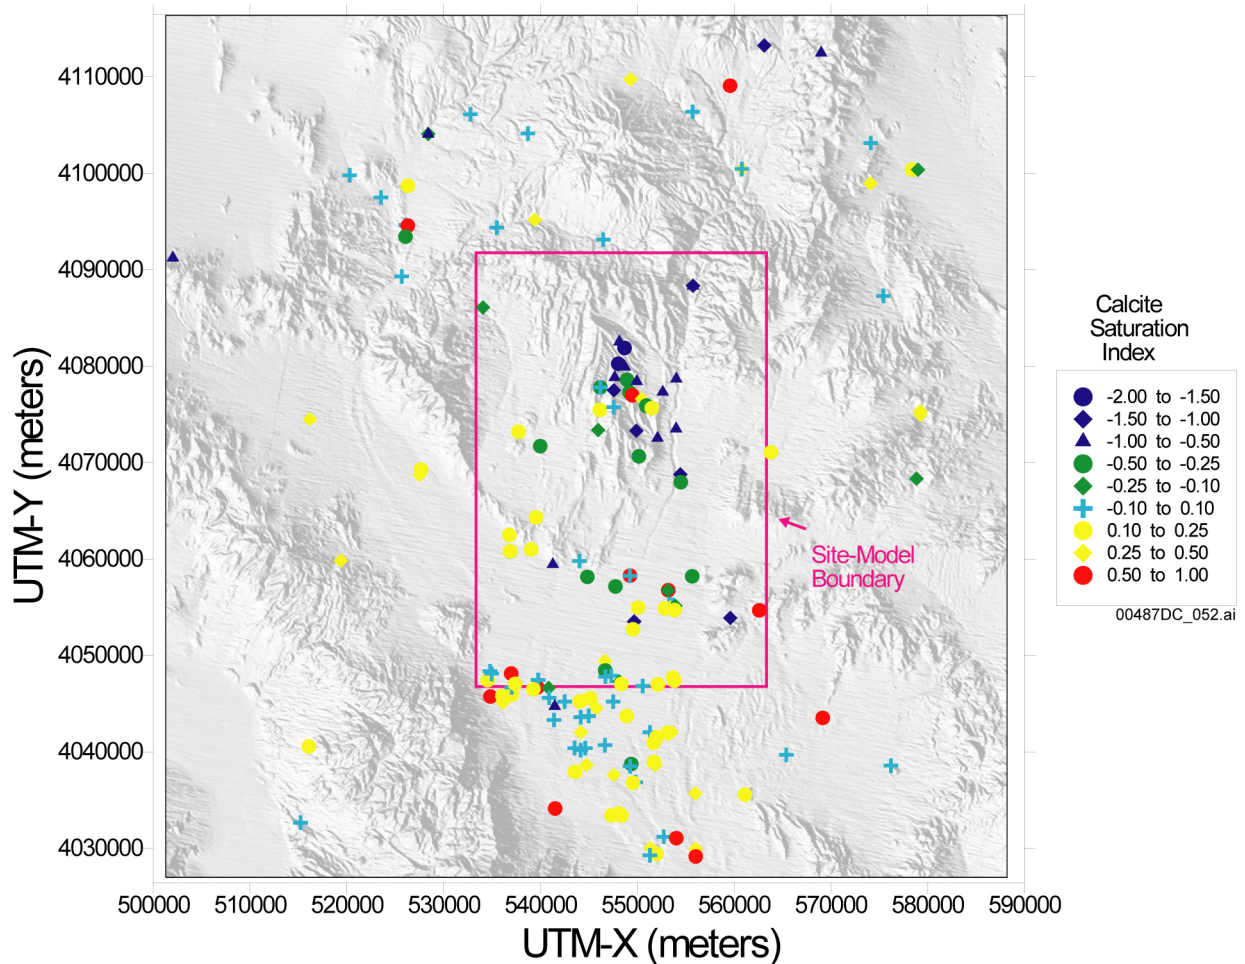 4110000
4100000
4090000
4080000
4070000
4060000
4050000
4040000
4030000
UTM-Y (meters)
500000 510000 520000 530000 540000 550000 560000 570000 580000 590000
UTM-X (meters)
Site-Model
Boundary
Calcite
Saturation
Index
-2.00 to -1.50
-1.50 to -1.00
-1.00 to -0.50
-0.50 to -0.25
-0.25 to -0.10
-0.10 to 0.10
0.10 to 0.25
0.25 to 0.50
0.50 to 1.00
00487DC_052.ai